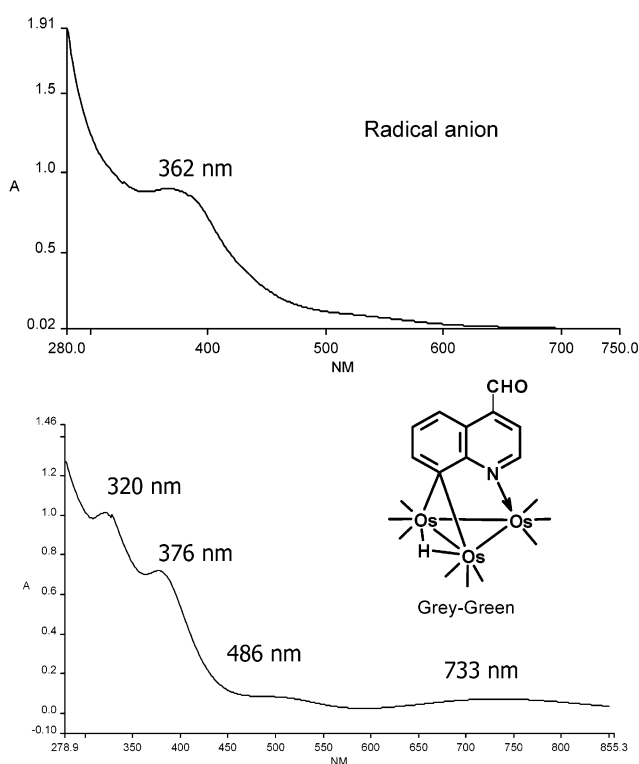 1.91
1.5
Radical anion
1.0
362 nm
A
0.5
0.02
280.0 400 500 600 700 750.0
NM
CHO
1.46
1.2
320 nm
N
1.0
Os Os
0.8
376 nm
H Os
A
0.6
Grey-Green
0.4
486 nm
733 nm
0.2
0.0
-0.10
278.9 350 400 450 500 550 600 650 700 750 800 855.3
NM